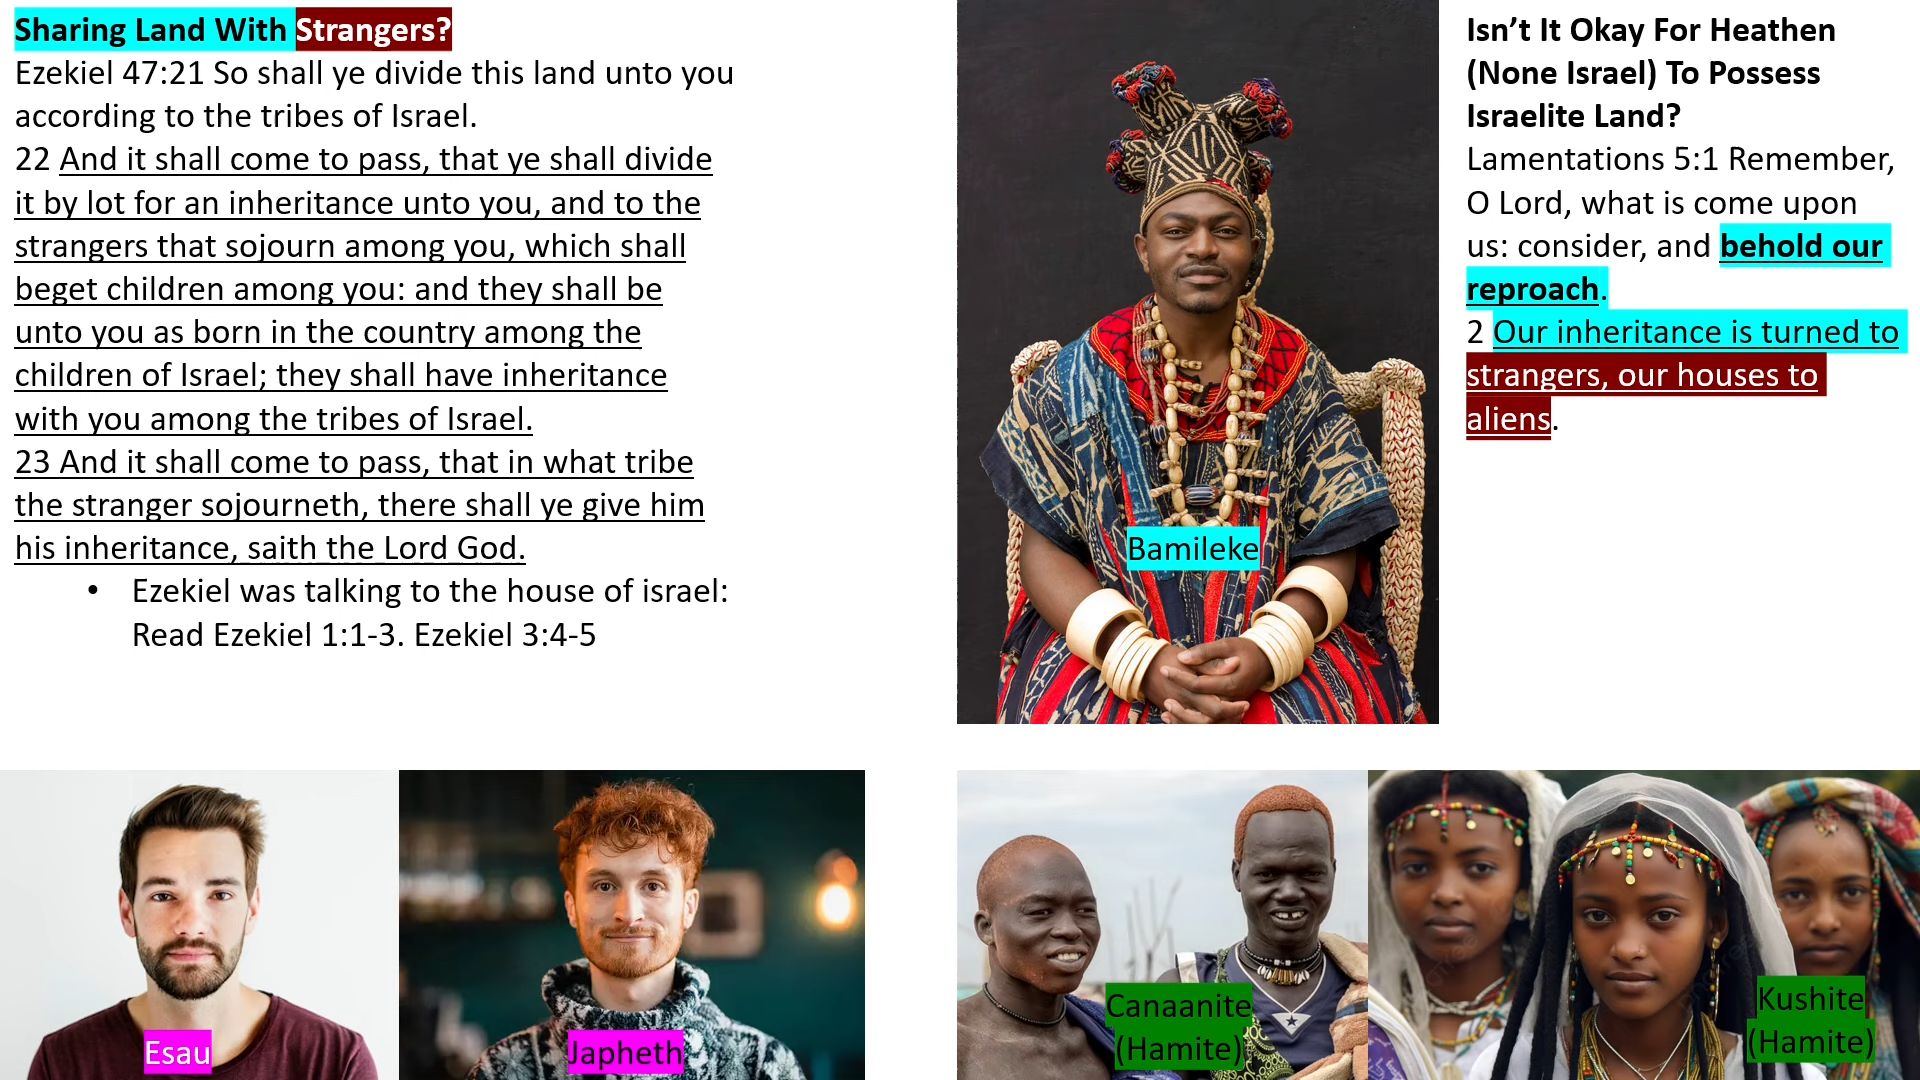 Sharing Land With Strangers?
Ezekiel 47:21 So shall ye divide this land unto you
according to the tribes of Israel.
22 And it shall come to pass, that ye shall divide
it by lot for an inheritance unto you, and to the
strangers that sojourn among you, which shall
beget children among you: and they shall be
unto you as born in the country among the
children of Israel; they shall have inheritance
with you among the tribes of Israel.
23 And it shall come to pass, that in what tribe
the stranger sojourneth, there shall ye give him
his inheritance, saith the Lord God.
• Ezekiel was talking to the house of israel:
Read Ezekiel 1:1-3. Ezekiel 3:4-5
Bamileke
Isn’t It Okay For Heathen
(None Israel) To Possess
Israelite Land?
Lamentations 5:1 Remember,
O Lord, what is come upon
us: consider, and behold our
reproach.
2 Our inheritance is turned to
strangers, our houses to
aliens.
Esau
Japheth
Canaanite
(Hamite)
Kushite
(Hamite)